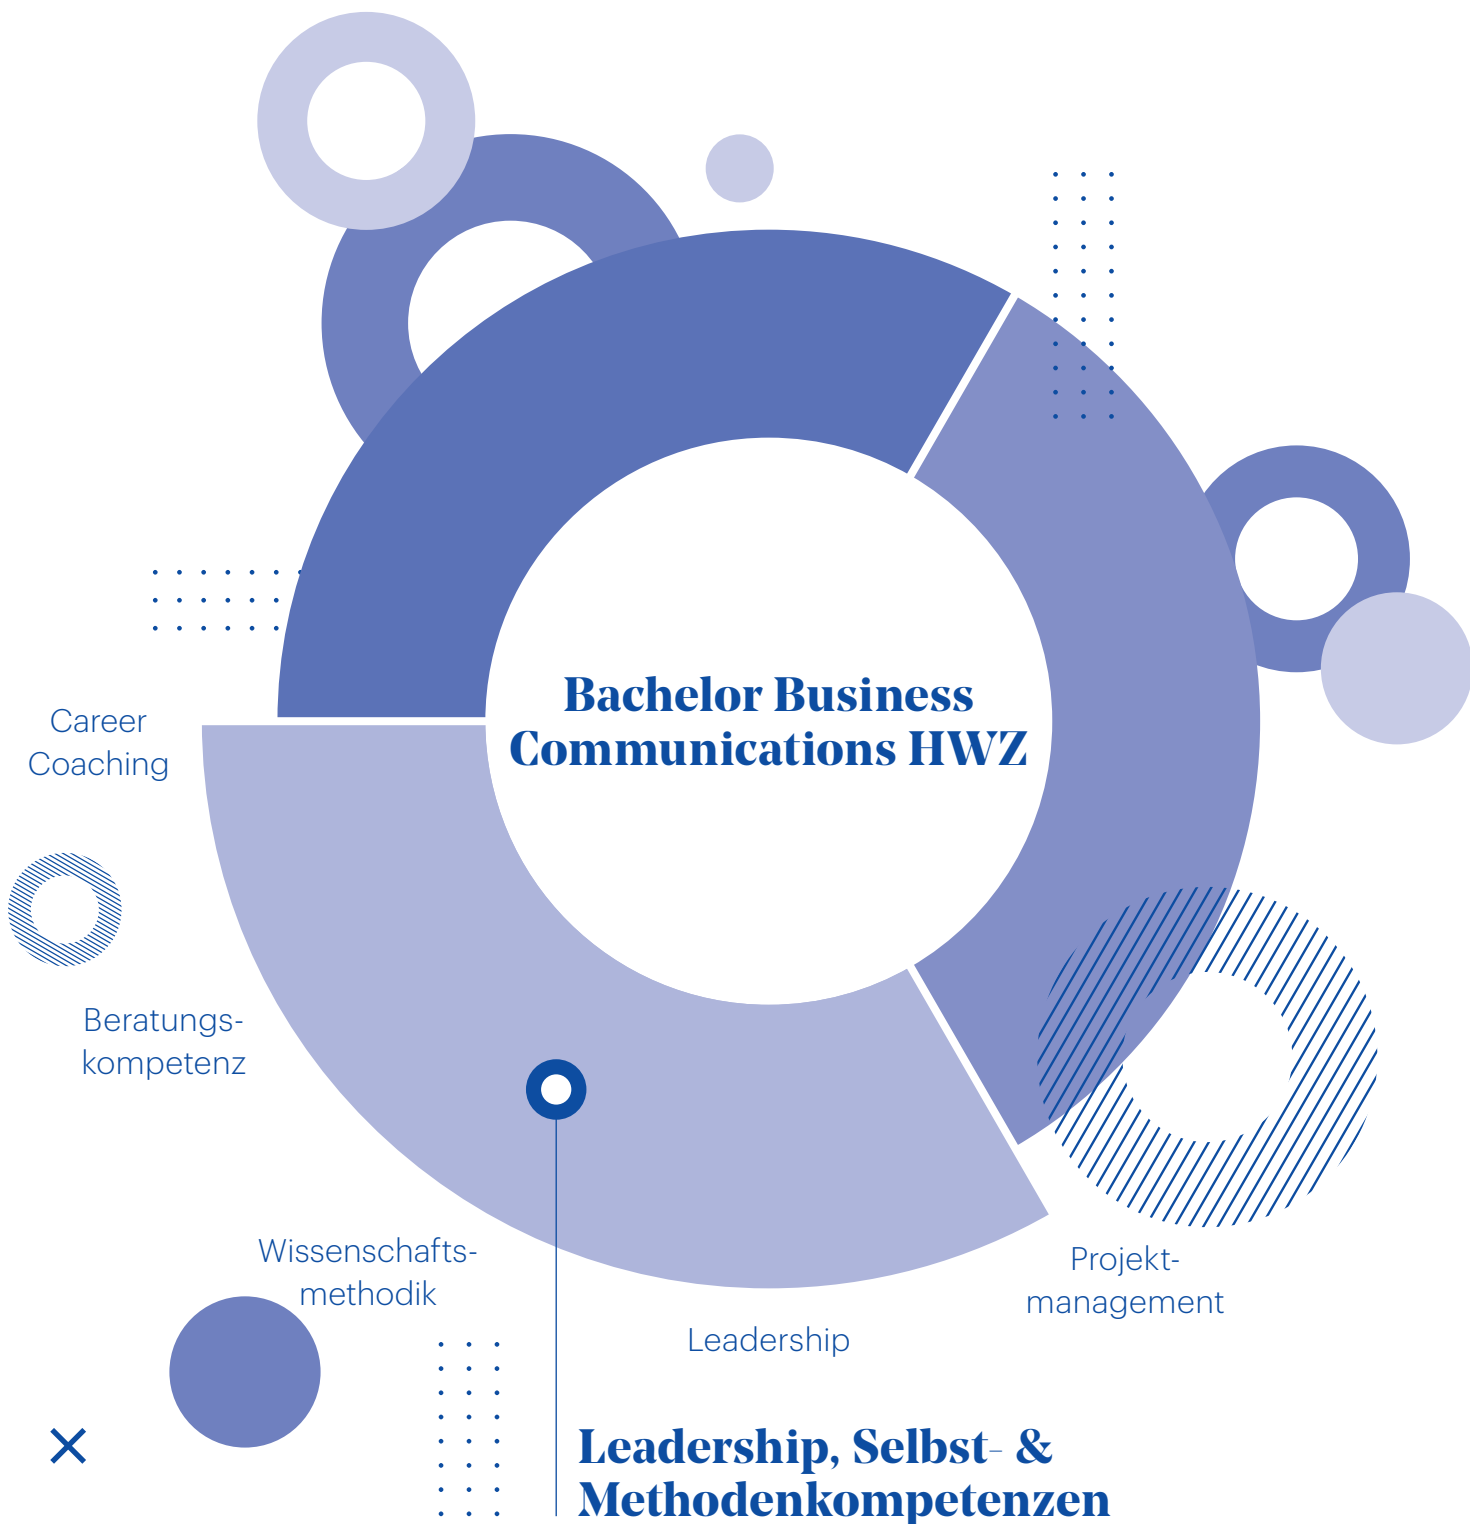 Bachelor Business
Communications HWZ
Career
Coaching
Beratungs-
kompetenz
Wissenschafts-
methodik
Leadership
Projekt-
management
Leadership, Selbst- &
Methodenkompetenzen